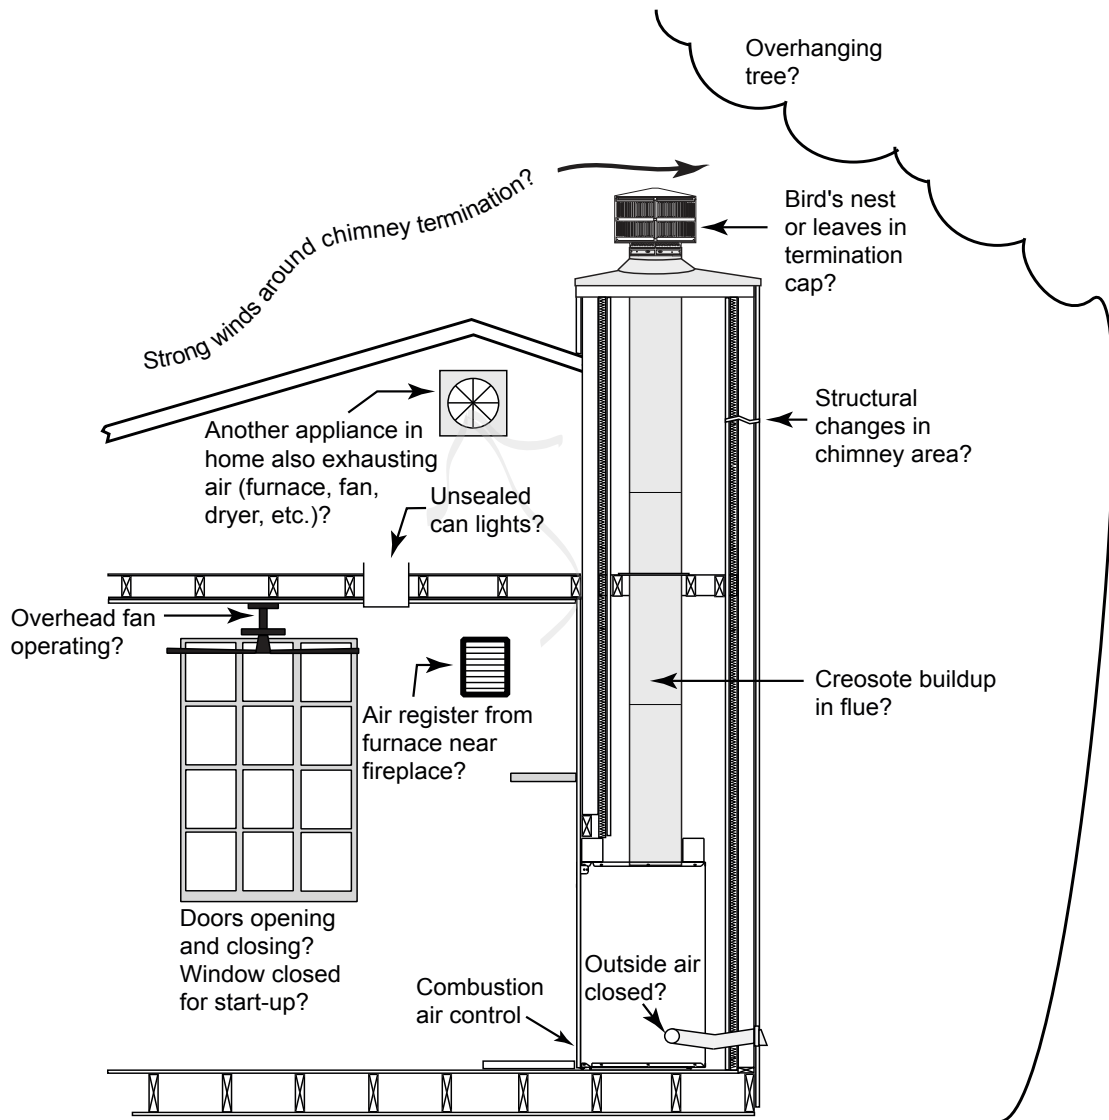 Overhanging
tree?
Strong winds around chimney termination?
Bird's nest
or leaves in
termination
cap?
Structural
changes in
chimney area?
Another appliance in
home also exhausting
air (furnace, fan,
dryer, etc.)?
Unsealed
can lights?
Overhead fan
operating?
Air register from
furnace near
fireplace?
Creosote buildup
in flue?
Doors opening
and closing?
Window closed
for start-up?
Combustion
air control
Outside air
closed?